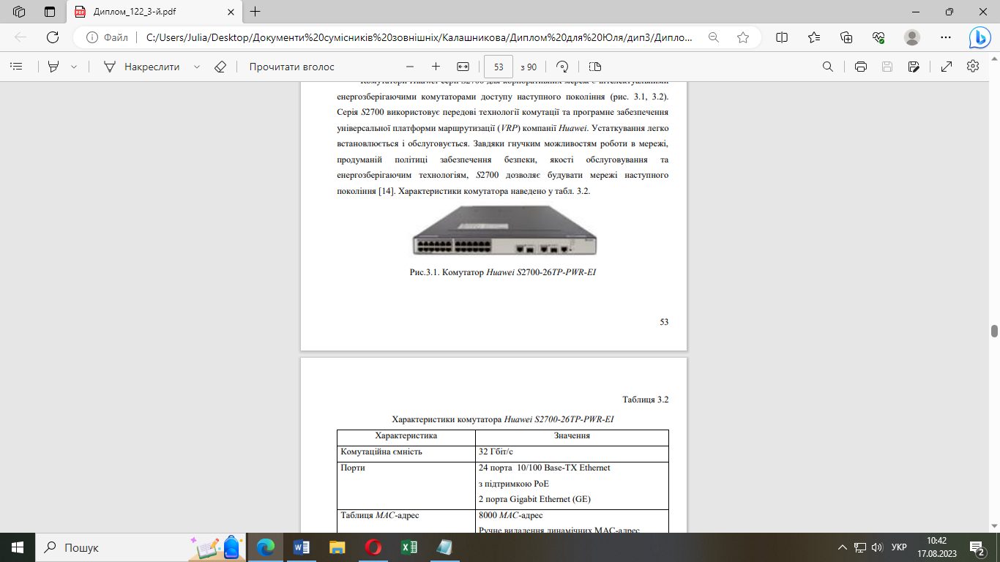 Диплом_122_3-й.pdf
Файл
C:/Users/Julia/Desktop/Документи%20сумісників%20зовнішніх/Калашникова/Диплом%20для%20Юля/дип3/Дипло...
Накреслити
Прочитати вголос
53
з 90
Комутатори Huawei серії S2700 для корпоративних мереж є інтелектуальними
енергозберігаючими комутаторами доступу наступного покоління (рис. 3.1, 3.2).
Серія S2700 використовує передові технології комутації та програмне забезпечення
універсальної платформи маршрутизації (VRP) компанії Huawei. Устаткування легко
встановлюється і обслуговується. Завдяки гнучким можливостям роботи в мережі,
продуманій політиці забезпечення безпеки, якості обслуговування та
енергозберігаючим технологіям, S2700 дозволяє будувати мережі наступного
покоління [14]. Характеристики комутатора наведено у табл. 3.2.
Рис.3.1. Комутатор Huawei S2700-26TP-PWR-EI
53
Таблиця 3.2
Характеристики комутатора Huawei S2700-26TP-PWR-EI
Характеристика Значення
Комутаційна ємність 32 Гбіт/с
Порти 24 порта 10/100 Base-TX Ethernet
з підтримкою PoE
2 порта Gigabit Ethernet (GE)
Таблиця MAC-адрес 8000 MAC-адрес
Ручне видалення динамічних MAC-адрес
Пошук
УКР
10:42
17.08.2023
2